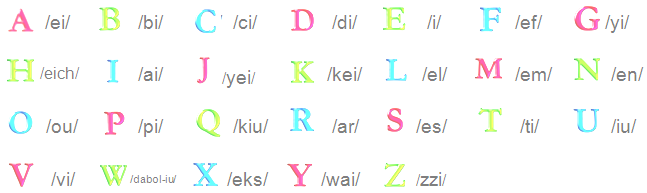 A /ei/ B /bi/ C' /ci/ D /di/ E /i/ F /ef/ G /yi/
H /eich/ I /ai/ J /yei/ K /kei/ L /el/ M /em/ N /en/
O /ou/ P /pi/ Q /kiu/ R /ar/ S /es/ T /ti/ U /iu/
V /vi/ W /dabol-iu/ X /eks/ Y /wai/ Z /zzi/